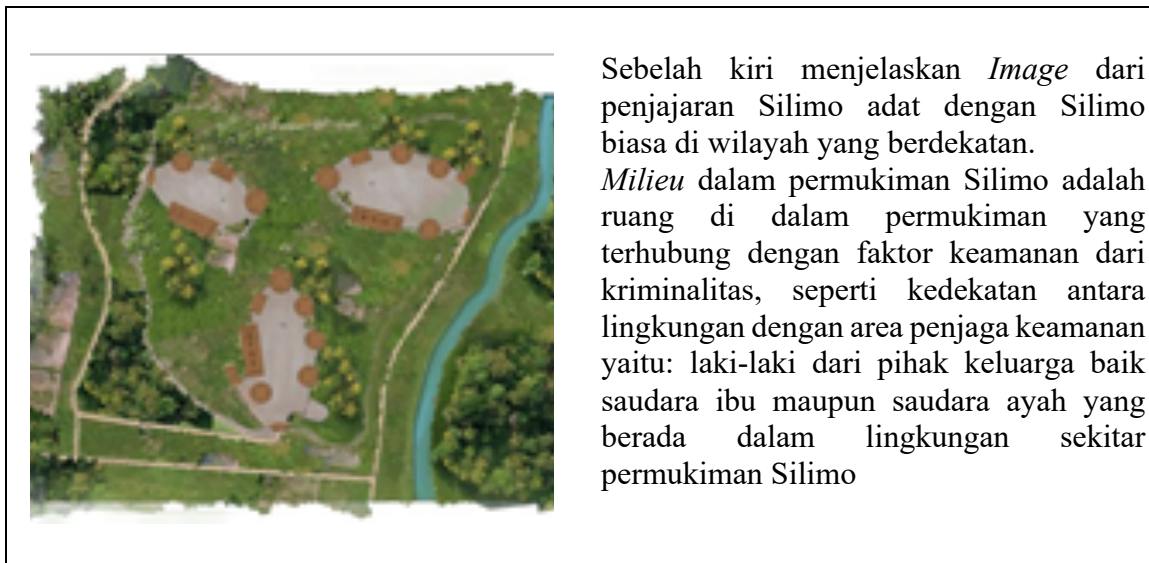 Sebelah kiri menjelaskan Image dari
penjajaran Silimo adat dengan Silimo
biasa di wilayah yang berdekatan.
Milieu dalam permukiman Silimo adalah
ruang di dalam permukiman yang
terhubung dengan faktor keamanan dari
kriminalitas, seperti kedekatan antara
lingkungan dengan area penjaga keamanan
yaitu: laki-laki dari pihak keluarga baik
saudara ibu maupun saudara ayah yang
berada dalam lingkungan sekitar
permukiman Silimo